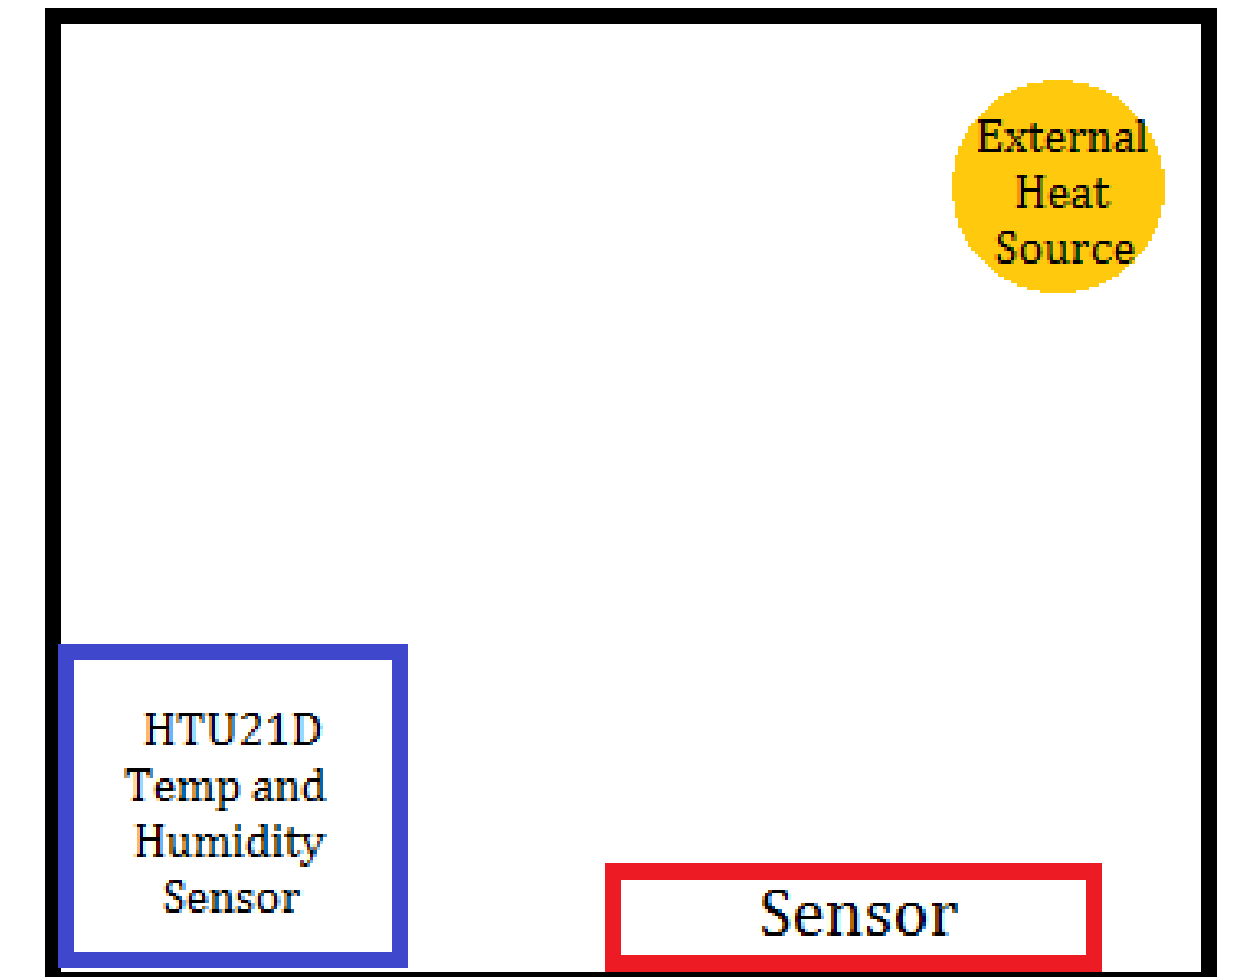 External
Heat
Source
HTU21D
Temp and
Humidity
Sensor
Sensor